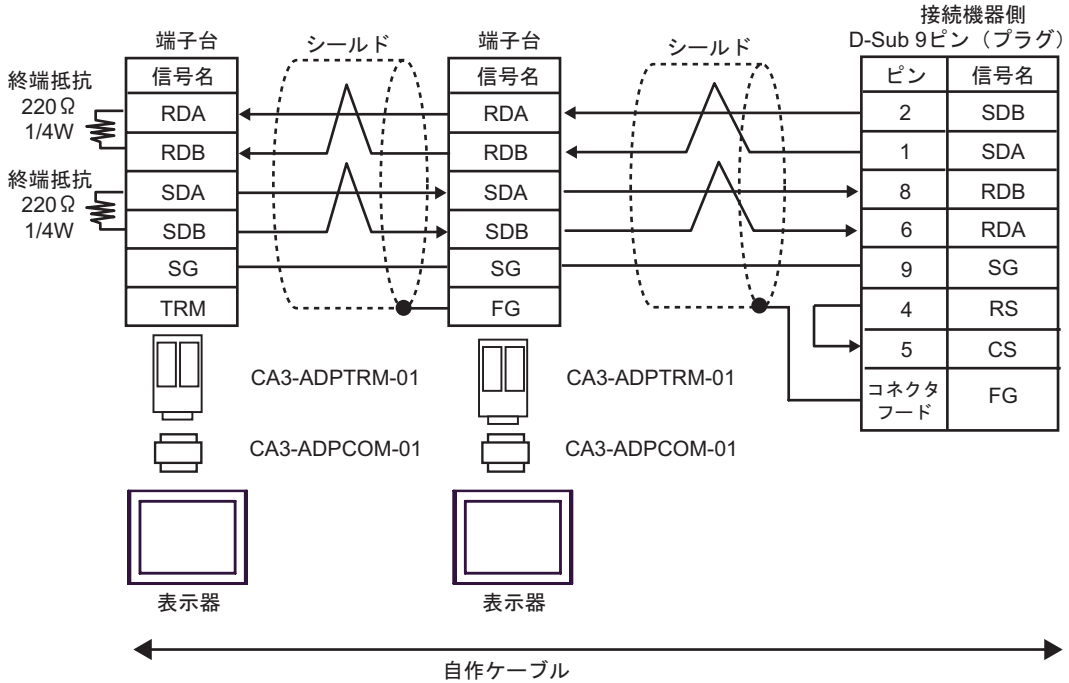 接続機器側
端子台
シールド
端子台
シールド
D-Sub 9ピン（プラグ）
終端抵抗
220Ω
1/4W
終端抵抗
220Ω
1/4W
信号名
RDA
RDB
SDA
SDB
SG
TRM
信号名
RDA
RDB
SDA
SDB
SG
FG
ピン 信号名
2 SDB
1 SDA
8 RDB
6 RDA
9 SG
4 RS
5 CS
コネクタ
フード
FG
CA3-ADPTRM-01
CA3-ADPTRM-01
CA3-ADPCOM-01
CA3-ADPCOM-01
表示器
表示器
自作ケーブル